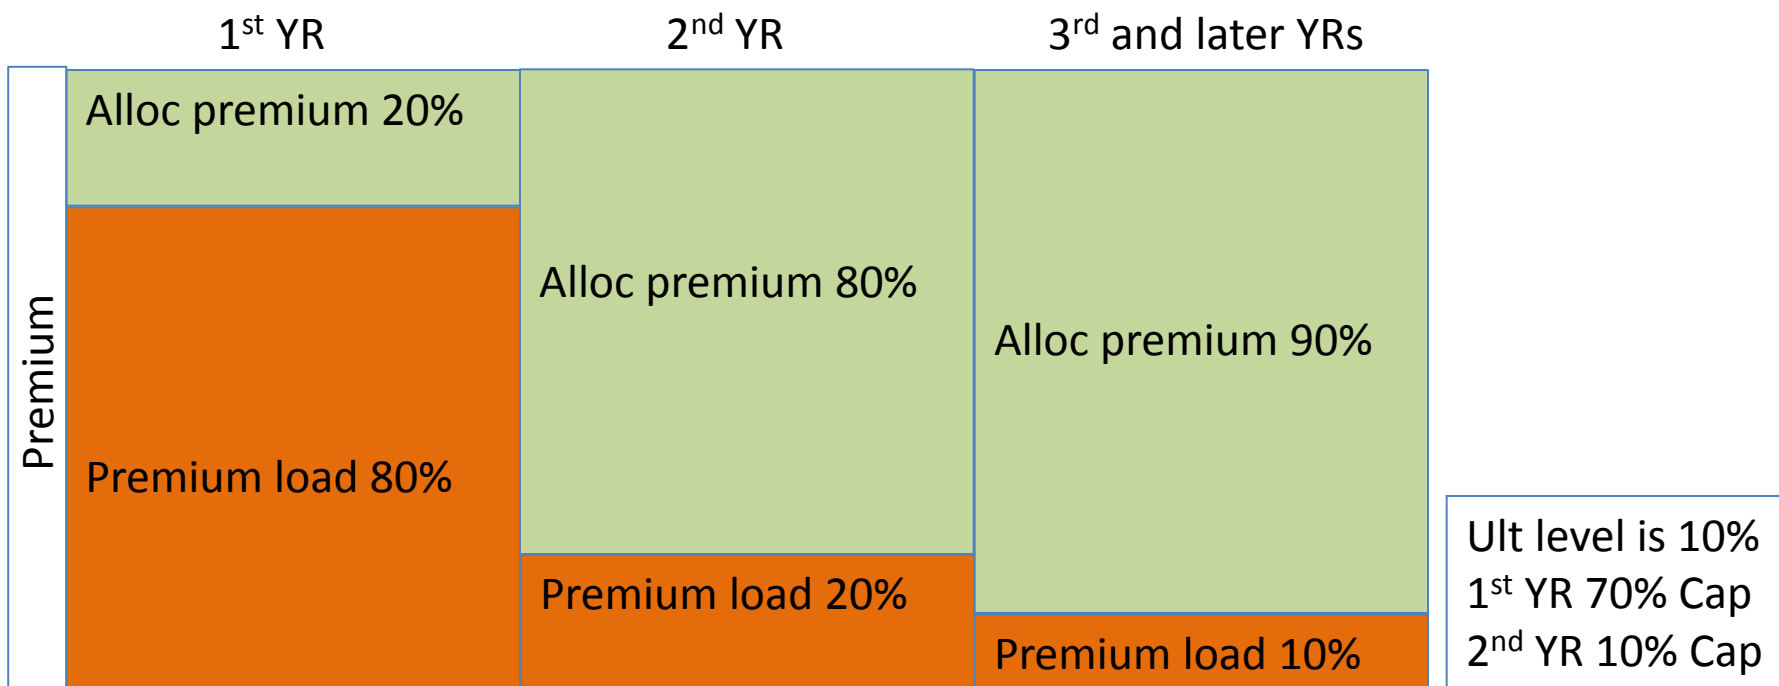 1st YR
2nd YR
3rd and later YRs
Premium
Alloc premium 20%
Premium load 80%
Alloc premium 80%
Premium load 20%
Alloc premium 90%
Premium load 10%
Ult level is 10%
1st YR 70% Cap
2nd YR 10% Cap